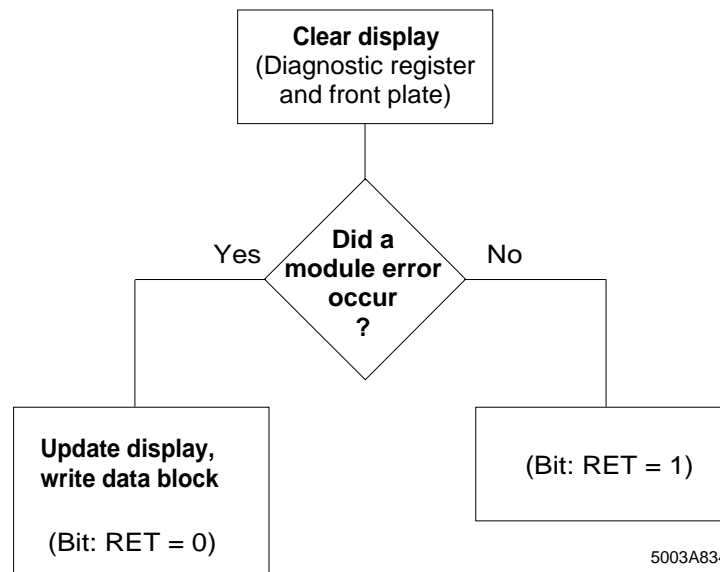 Clear display
(Diagnostic register
and front plate)
Yes
Did a
module error
occur
?
No
Update display,
write data block
(Bit: RET = 0)
(Bit: RET = 1)
5003A834